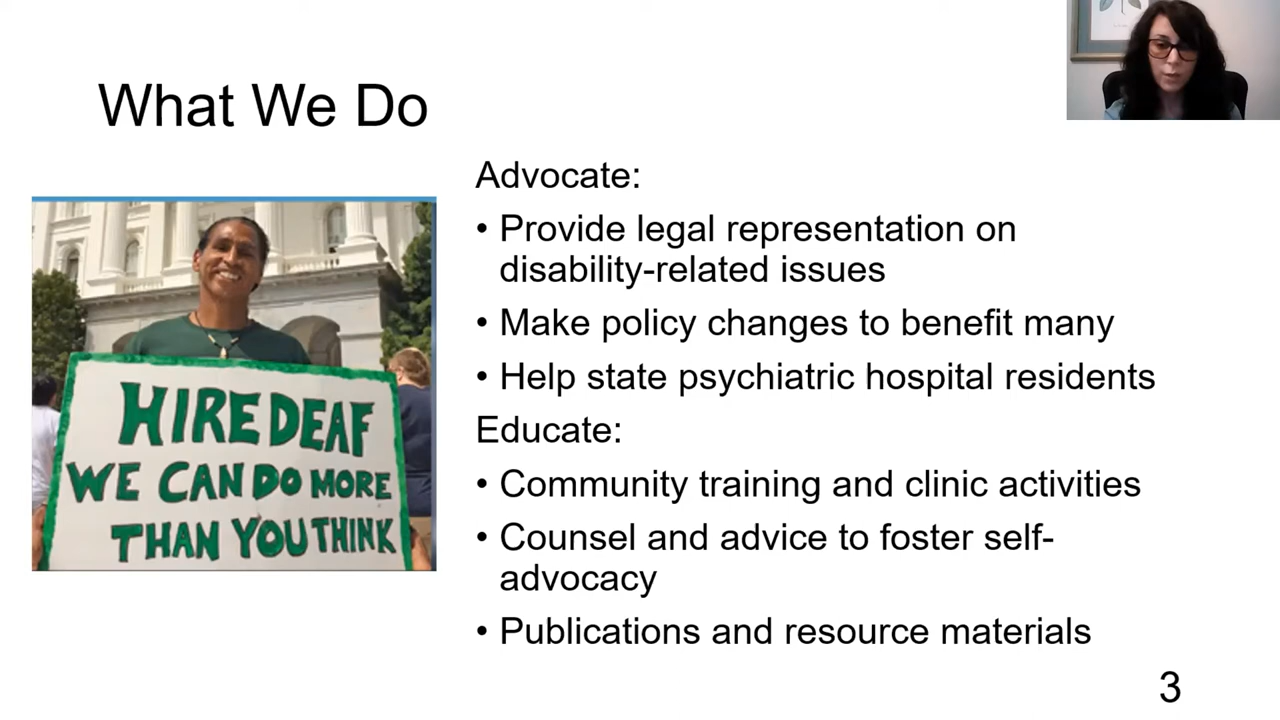 What We Do
Advocate:
• Provide legal representation on
disability-related issues
• Make policy changes to benefit many
• Help state psychiatric hospital residents
Educate:
• Community training and clinic activities
• Counsel and advice to foster self-
advocacy
• Publications and resource materials
HIRE DEAF
WE CAN DO MORE
THAN YOU THINK
3